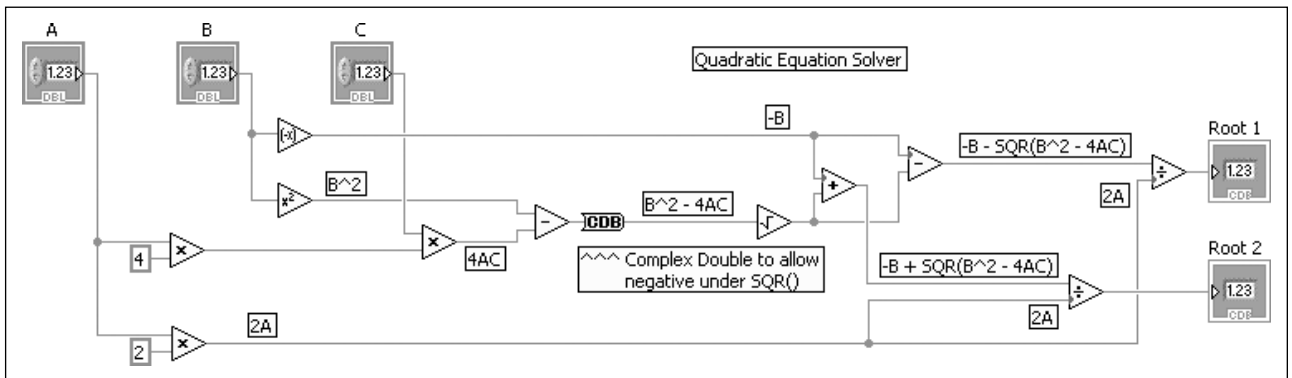 A
B
C
1.23
DBL
1.23
DBL
1.23
DBL
Quadratic Equation Solver
-B
(-x)
-B - SQR(B^2 - 4AC)
Root 1
1.23
CDB
B^2
x²
+
-
÷
2A
-
CDB
B^2 - 4AC
√
4
×
×
4AC
^^^ Complex Double to allow
negative under SQR()
-B + SQR(B^2 - 4AC)
Root 2
1.23
CDB
÷
2A
2
×
2A